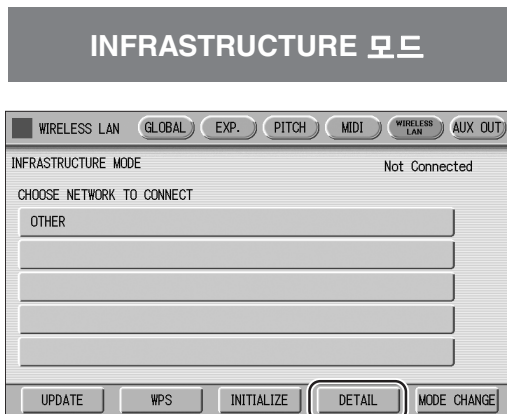 INFRASTRUCTURE 모드
WIRELESS LAN GLOBAL EXP. PITCH MIDI WIRELESS LAN AUX OUT
INFRASTRUCTURE MODE Not Connected
CHOOSE NETWORK TO CONNECT
OTHER
UPDATE WPS INITIALIZE DETAIL MODE CHANGE